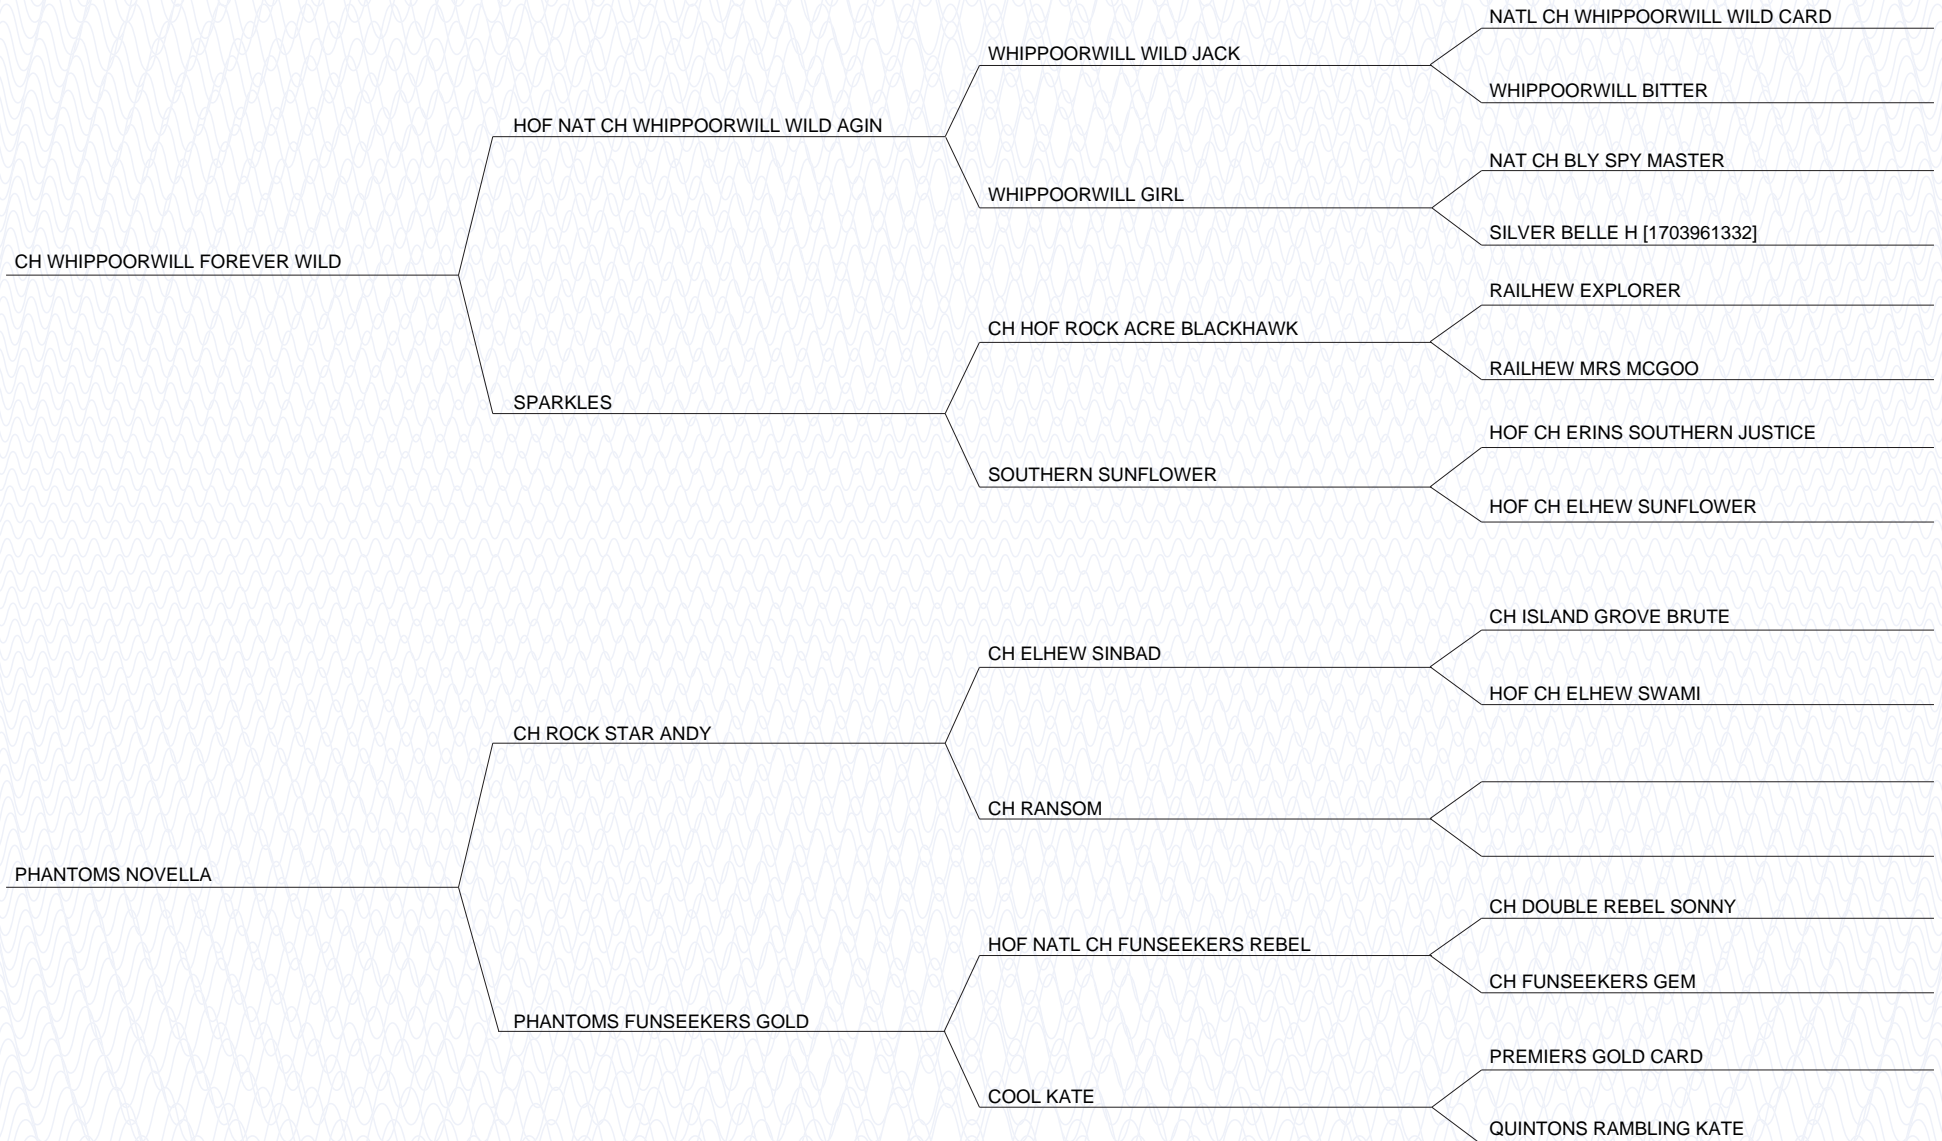 NATL CH WHIPPOORWILL WILD CARD
WHIPPOORWILL WILD JACK
WHIPPOORWILL BITTER
HOF NAT CH WHIPPOORWILL WILD AGIN
NAT CH BLY SPY MASTER
WHIPPOORWILL GIRL
SILVER BELLE H [1703961332]
CH WHIPPOORWILL FOREVER WILD
RAILHEW EXPLORER
CH HOF ROCK ACRE BLACKHAWK
RAILHEW MRS MCGOO
SPARKLES
HOF CH ERINS SOUTHERN JUSTICE
SOUTHERN SUNFLOWER
HOF CH ELHEW SUNFLOWER
CH ISLAND GROVE BRUTE
CH ELHEW SINBAD
HOF CH ELHEW SWAMI
CH ROCK STAR ANDY
CH RANSOM
PHANTOMS NOVELLA
CH DOUBLE REBEL SONNY
HOF NATL CH FUNSEEKERS REBEL
CH FUNSEEKERS GEM
PHANTOMS FUNSEEKERS GOLD
PREMIERS GOLD CARD
COOL KATE
QUINTONS RAMBLING KATE